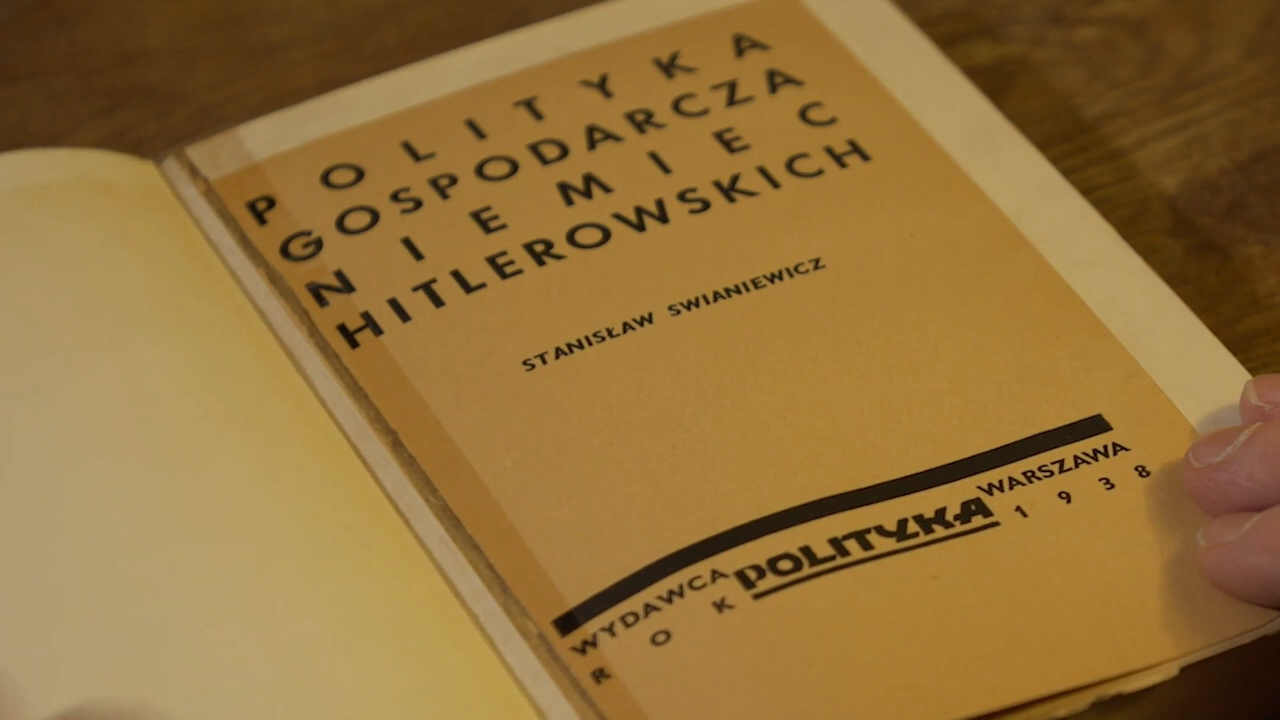 POLITYKA
GOSPODARCZA
NIEMIEC
HITLEROWSKICH
STANISŁAW SWIANIEWICZ
WYDAWCA POLITYKA WARSZAWA
ROK 1938